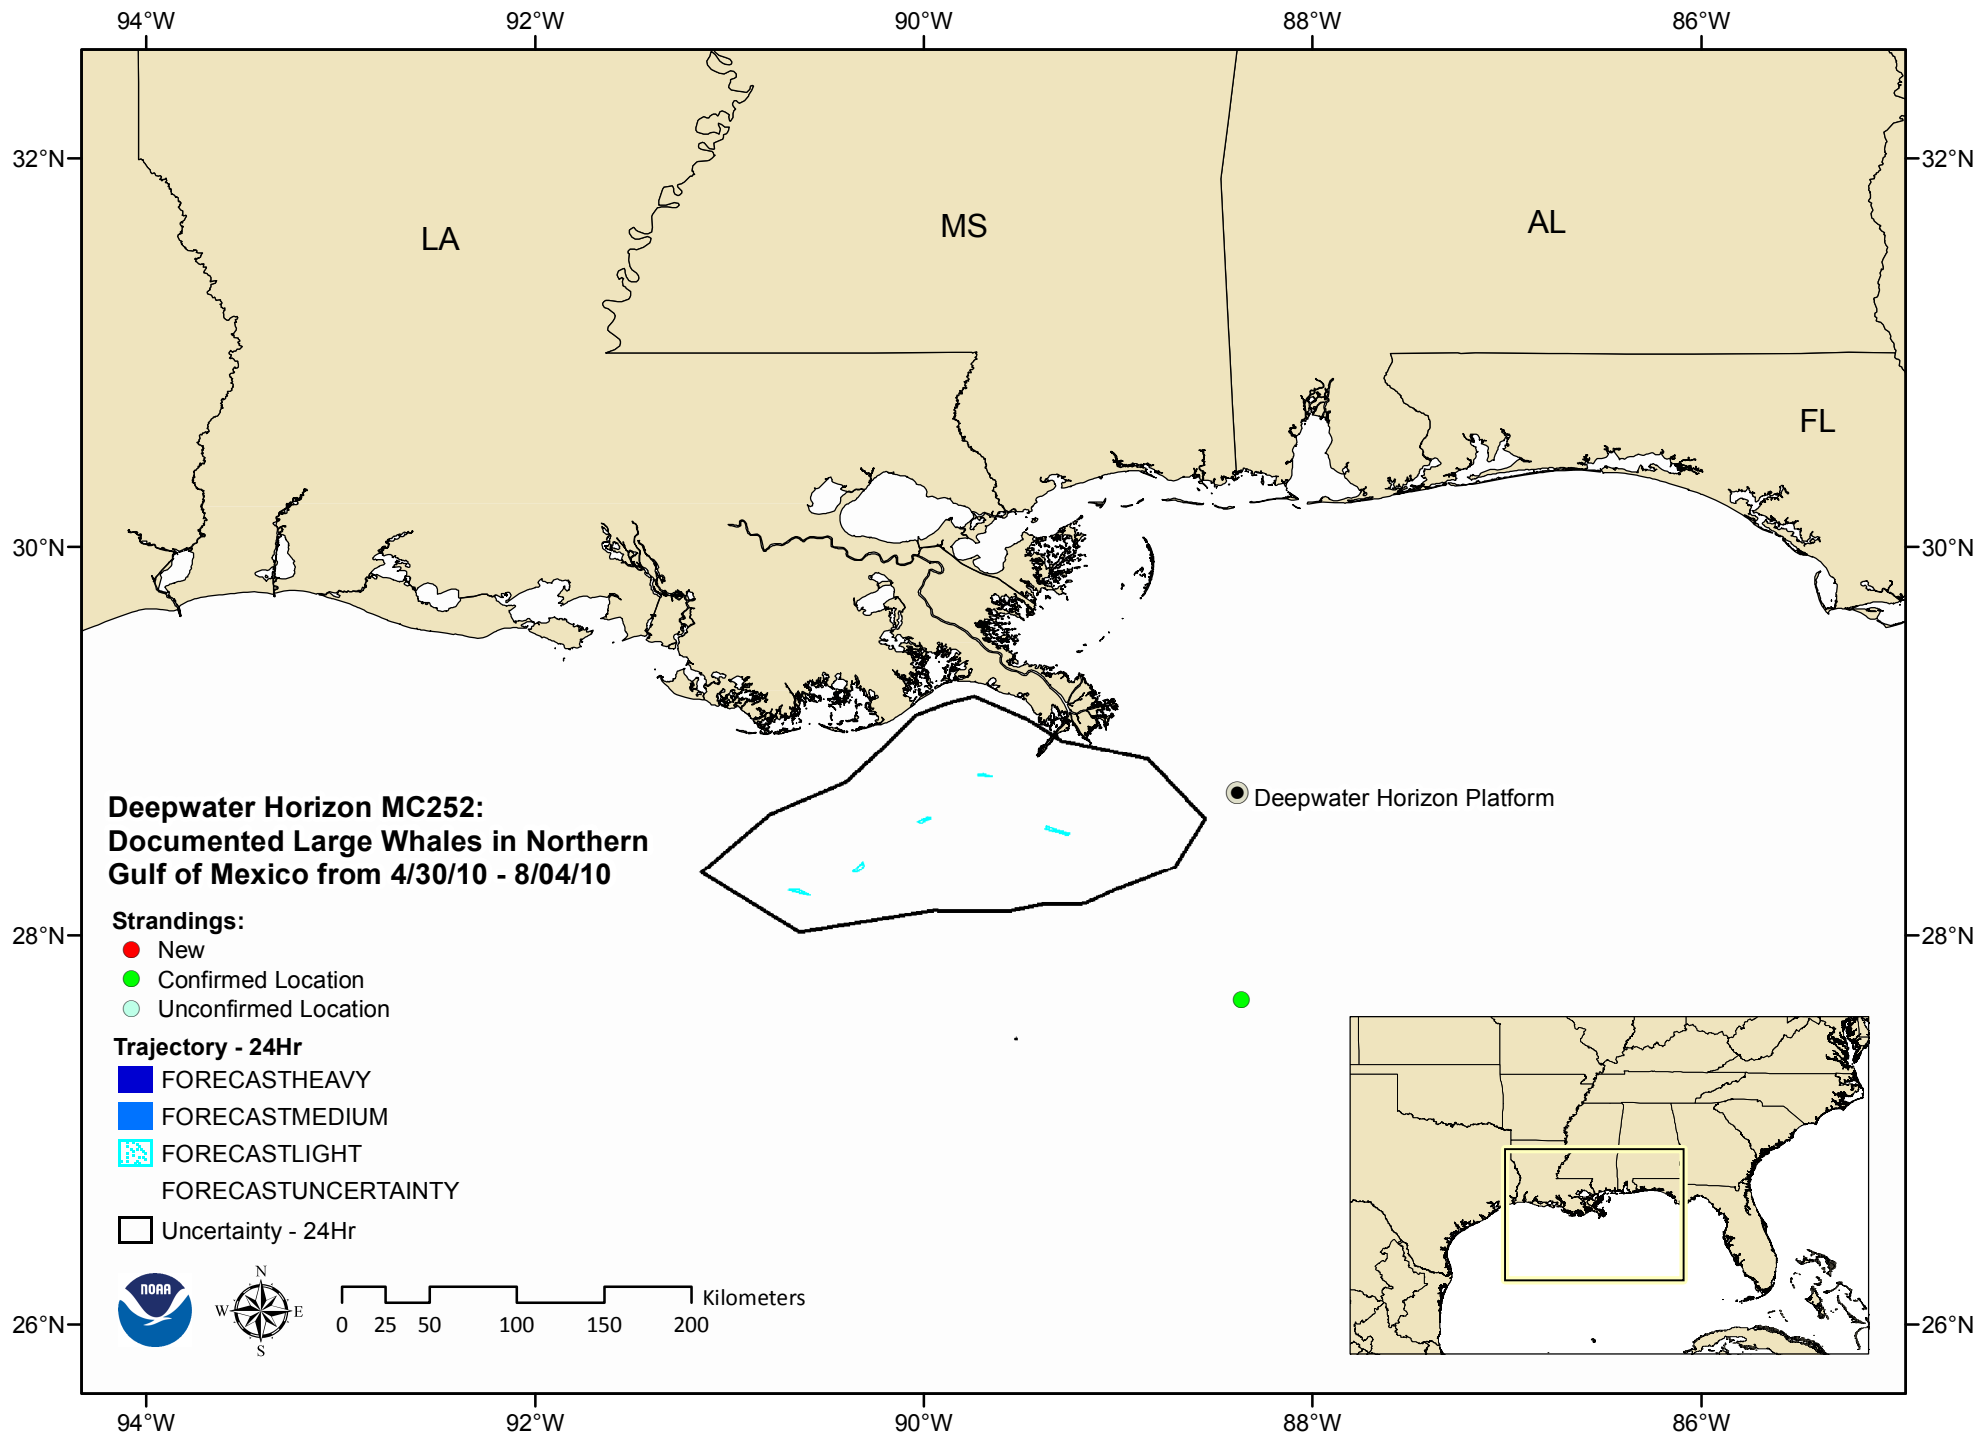 94°W 92°W 90°W 88°W 86°W
32°N 32°N
LA MS AL
FL
30°N 30°N
Deepwater Horizon Platform
Deepwater Horizon MC252:
Documented Large Whales in Northern
Gulf of Mexico from 4/30/10 - 8/04/10
Strandings:
28°N 28°N
New
Confirmed Location
Unconfirmed Location
Trajectory - 24Hr
FORECASTHEAVY
FORECASTMEDIUM
FORECASTLIGHT
FORECASTUNCERTAINTY
Uncertainty - 24Hr
NOAA
N
W E
S
Kilometers
0 25 50 100 150 200
26°N 26°N
94°W 92°W 90°W 88°W 86°W